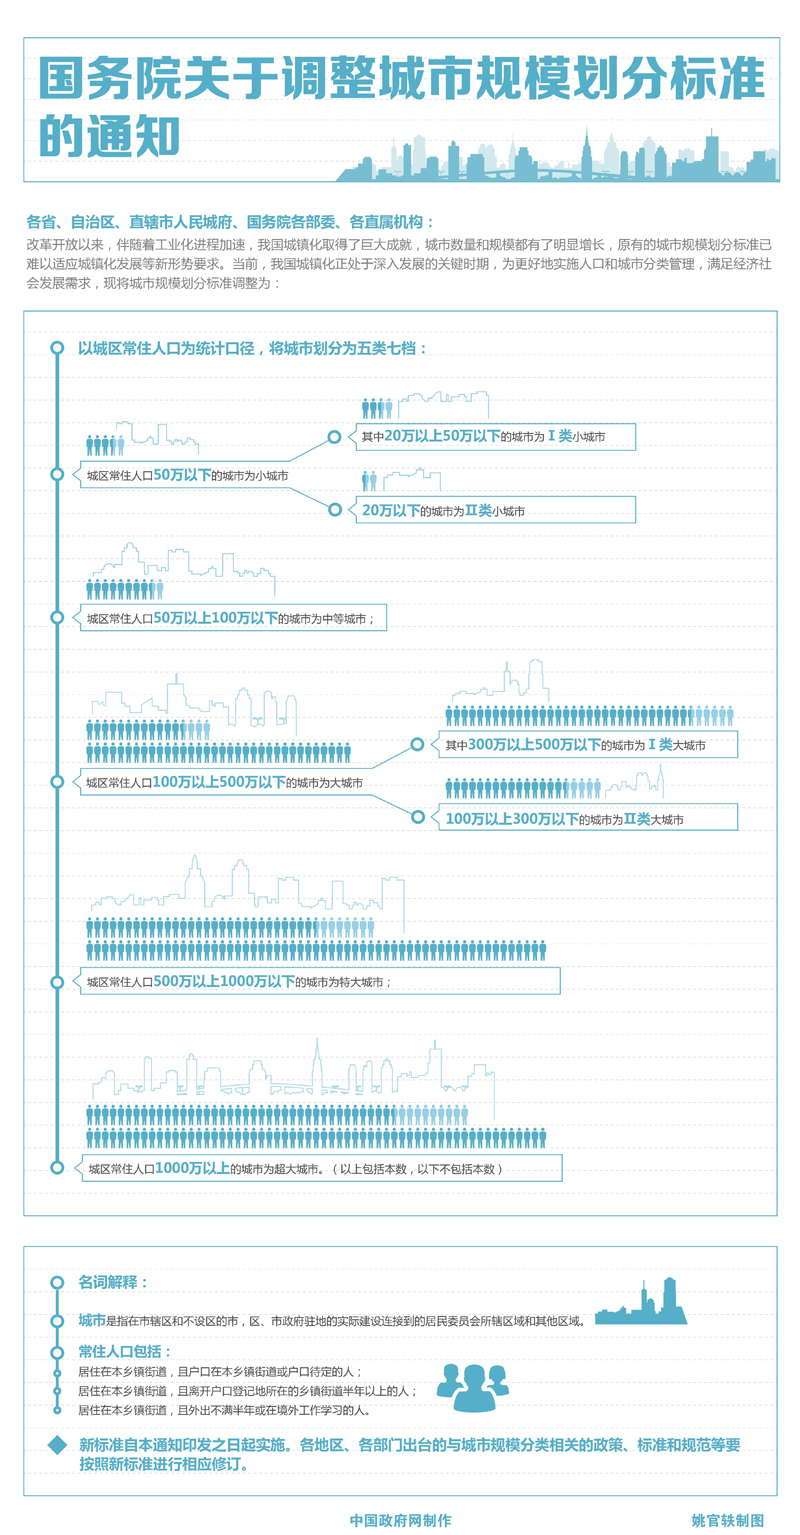 国务院关于调整城市规模划分标准
的通知
各省、自治区、直辖市人民城府、国务院各部委、各直属机构：
改革开放以来，伴随着工业化进程加速，我国城镇化取得了巨大成就，城市数量和规模都有了明显增长，原有的城市规模划分标准已
难以适应城镇化发展等新形势要求。当前，我国城镇化正处于深入发展的关键时期，为更好地实施人口和城市分类管理，满足经济社
会发展需求，现将城市规模划分标准调整为：
以城区常住人口为统计口径，将城市划分为五类七档：
城区常住人口50万以下的城市为小城市
其中20万以上50万以下的城市为Ⅰ类小城市
20万以下的城市为Ⅱ类小城市
城区常住人口50万以上100万以下的城市为中等城市；
城区常住人口100万以上500万以下的城市为大城市
其中300万以上500万以下的城市为Ⅰ类大城市
100万以上300万以下的城市为Ⅱ类大城市
城区常住人口500万以上1000万以下的城市为特大城市；
城区常住人口1000万以上的城市为超大城市。（以上包括本数，以下不包括本数）
名词解释：
城市是指在市辖区和不设区的市，区、市政府驻地的实际建设连接到的居民委员会所辖区域和其他区域。
常住人口包括：
居住在本乡镇街道，且户口在本乡镇街道或户口待定的人；
居住在本乡镇街道，且离开户口登记地所在的乡镇街道半年以上的人；
居住在本乡镇街道，且外出不满半年或在境外工作学习的人。
新标准自本通知印发之日起实施。各地区、各部门出台的与城市规模分类相关的政策、标准和规范等要
按照新标准进行相应修订。
中国政府网制作 姚官轶制图